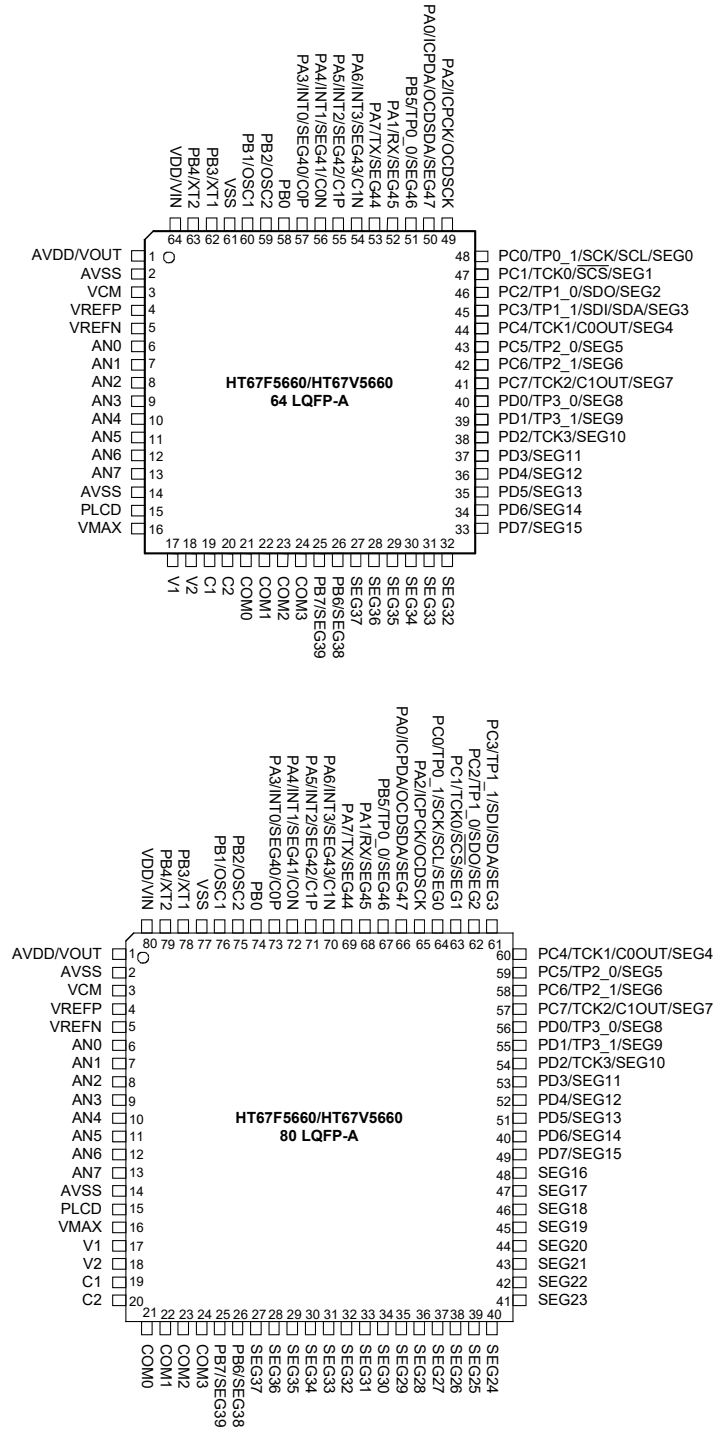 PA3/INT0/SEG40/C0P
PA4/INT1/SEG41/C0N
PA5/INT2/SEG42/C1P
PA6/INT3/SEG43/C1N
PA7/TX/SEG44
PA1/RX/SEG45
PB5/TP0_0/SEG46
PA0/ICPDA/OCDSDA/SEG47
PA2/ICPCK/OCDSCK
VDD/VIN
PB4/XT2
PB3/XT1
VSS
PB1/OSC1
PB2/OSC2
PB0
64 63 62 61 60 59 58 57 56 55 54 53 52 51 50 49
AVDD/VOUT 1 48 PC0/TP0_1/SCK/SCL/SEG0
AVSS 2 47 PC1/TCK0/SCS/SEG1
VCM 3 46 PC2/TP1_0/SDO/SEG2
VREFP 4 45 PC3/TP1_1/SDI/SDA/SEG3
VREFN 5 44 PC4/TCK1/C0OUT/SEG4
AN0 6 43 PC5/TP2_0/SEG5
AN1 7 42 PC6/TP2_1/SEG6
AN2 8 41 PC7/TCK2/C1OUT/SEG7
HT67F5660/HT67V5660
64 LQFP-A
AN3 9 40 PD0/TP3_0/SEG8
AN4 10 39 PD1/TP3_1/SEG9
AN5 11 38 PD2/TCK3/SEG10
AN6 12 37 PD3/SEG11
AN7 13 36 PD4/SEG12
AVSS 14 35 PD5/SEG13
PLCD 15 34 PD6/SEG14
VMAX 16 33 PD7/SEG15
17 18 19 20 21 22 23 24 25 26 27 28 29 30 31 32
V1
V2
C1
C2
COM0
COM1
COM2
COM3
PB7/SEG39
PB6/SEG38
SEG37
SEG36
SEG35
SEG34
SEG33
SEG32
VDD/VIN
PB4/XT2
PB3/XT1
VSS
PB1/OSC1
PB2/OSC2
PB0
PA3/INT0/SEG40/C0P
PA4/INT1/SEG41/C0N
PA5/INT2/SEG42/C1P
PA6/INT3/SEG43/C1N
PA7/TX/SEG44
PA1/RX/SEG45
PB5/TP0_0/SEG46
PA0/ICPDA/OCDSDA/SEG47
PA2/ICPCK/OCDSCK
PC0/TP0_1/SCK/SCL/SEG0
PC1/TCK0/SCS/SEG1
PC2/TP1_0/SDO/SEG2
PC3/TP1_1/SDI/SDA/SEG3
80 79 78 77 76 75 74 73 72 71 70 69 68 67 66 65 64 63 62 61
AVDD/VOUT 1 60 PC4/TCK1/C0OUT/SEG4
AVSS 2 59 PC5/TP2_0/SEG5
VCM 3 58 PC6/TP2_1/SEG6
VREFP 4 57 PC7/TCK2/C1OUT/SEG7
VREFN 5 56 PD0/TP3_0/SEG8
AN0 6 55 PD1/TP3_1/SEG9
AN1 7 54 PD2/TCK3/SEG10
AN2 8 53 PD3/SEG11
AN3 9 52 PD4/SEG12
HT67F5660/HT67V5660
80 LQFP-A
AN4 10 51 PD5/SEG13
AN5 11 40 PD6/SEG14
AN6 12 49 PD7/SEG15
AN7 13 48 SEG16
AVSS 14 47 SEG17
PLCD 15 46 SEG18
VMAX 16 45 SEG19
V1 17 44 SEG20
V2 18 43 SEG21
C1 19 42 SEG22
C2 20 41 SEG23
21 22 23 24 25 26 27 28 29 30 31 32 33 34 35 36 37 38 39 40
COM0
COM1
COM2
COM3
PB7/SEG39
PB6/SEG38
SEG37
SEG36
SEG35
SEG34
SEG33
SEG32
SEG31
SEG30
SEG29
SEG28
SEG27
SEG26
SEG25
SEG24